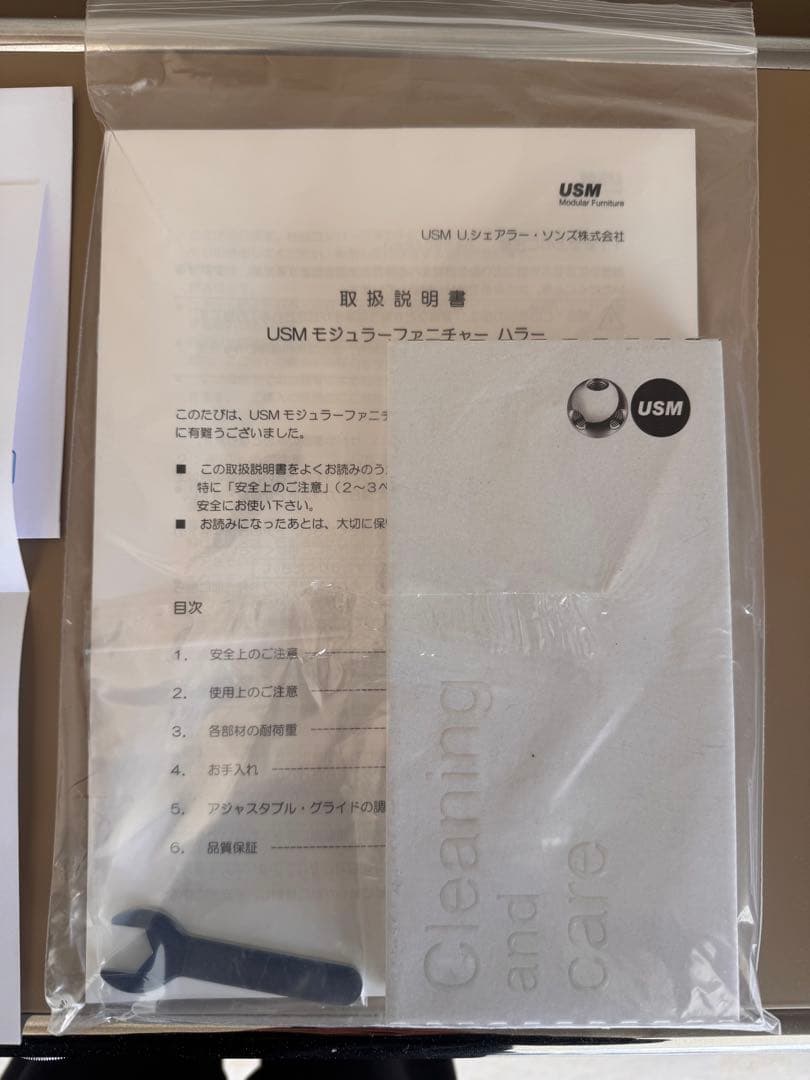 USM
Modular Furniture
USM U.シェアラー・ソンズ株式会社
取扱説明書
USM モジュラーファニチャー ハラー
このたびは、USM モジュラーファニチ
に有難うございました。
■ この取扱説明書をよくお読みのう
特に「安全上のご注意」(2～3ペ
安全にお使い下さい。
■ お読みになったあとは、大切に保
目次
1. 安全上のご注意
2. 使用上のご注意
3. 各部材の耐荷重
4. お手入れ
5. アジャスタブル・グライドの調
6. 品質保証
USM
Cleaning
and
care